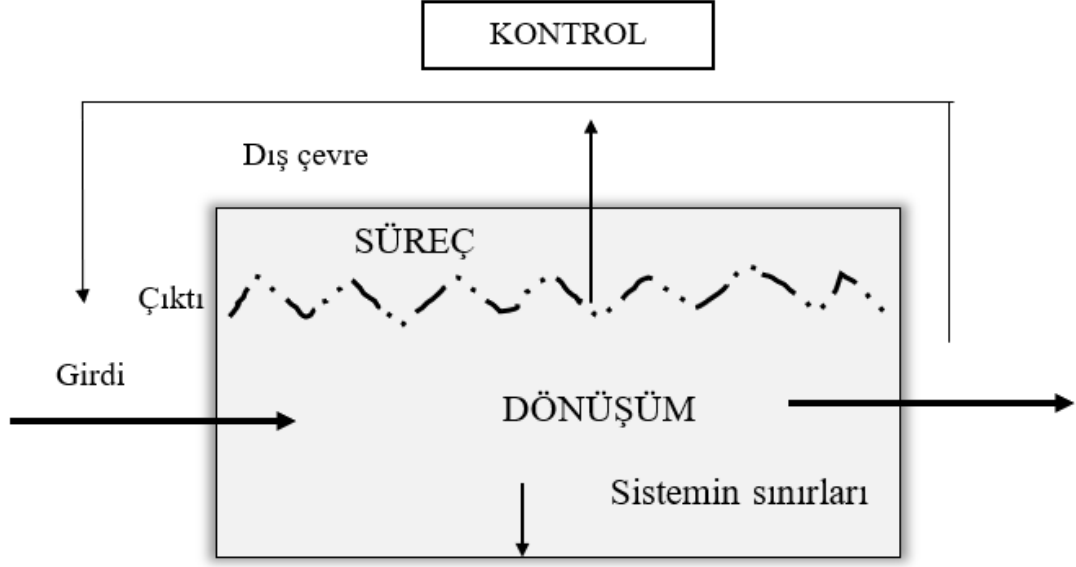 KONTROL
Dış çevre
SÜREÇ
Çıktı
Girdi
DÖNÜŞÜM
Sistemin sınırları